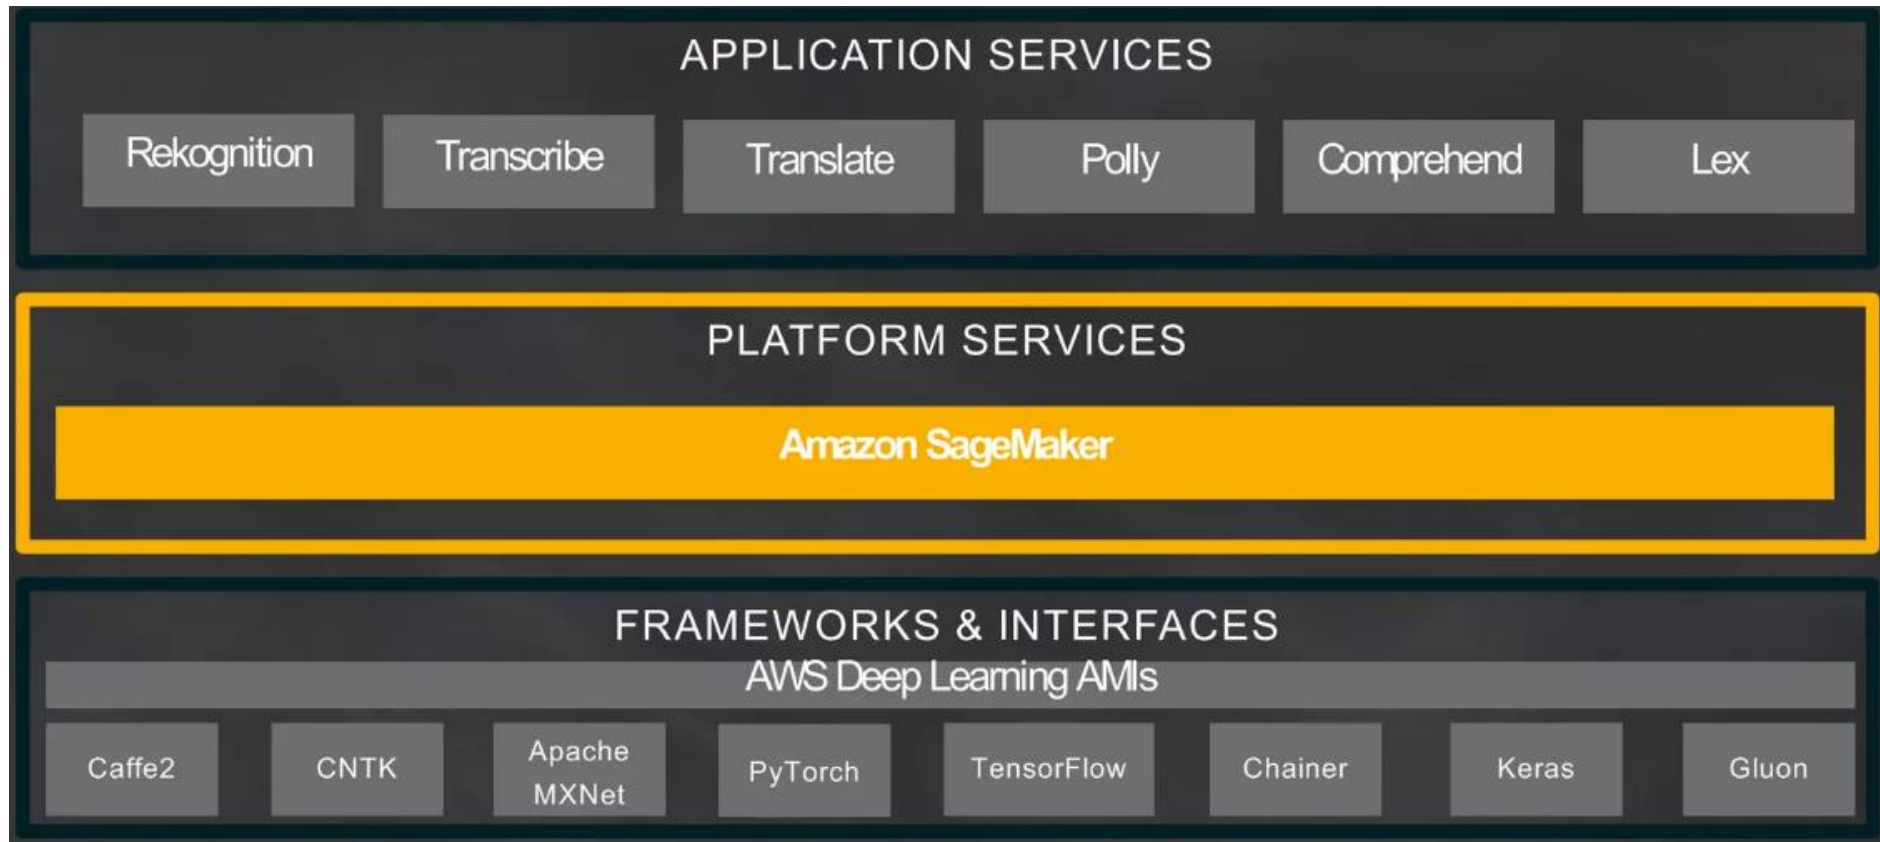 APPLICATION SERVICES
Rekognition
Transcribe
Translate
Polly
Comprehend
Lex
PLATFORM SERVICES
Amazon SageMaker
FRAMEWORKS & INTERFACES
AWS Deep Learning AMIs
Caffe2
CNTK
Apache
MXNet
PyTorch
TensorFlow
Chainer
Keras
Gluon